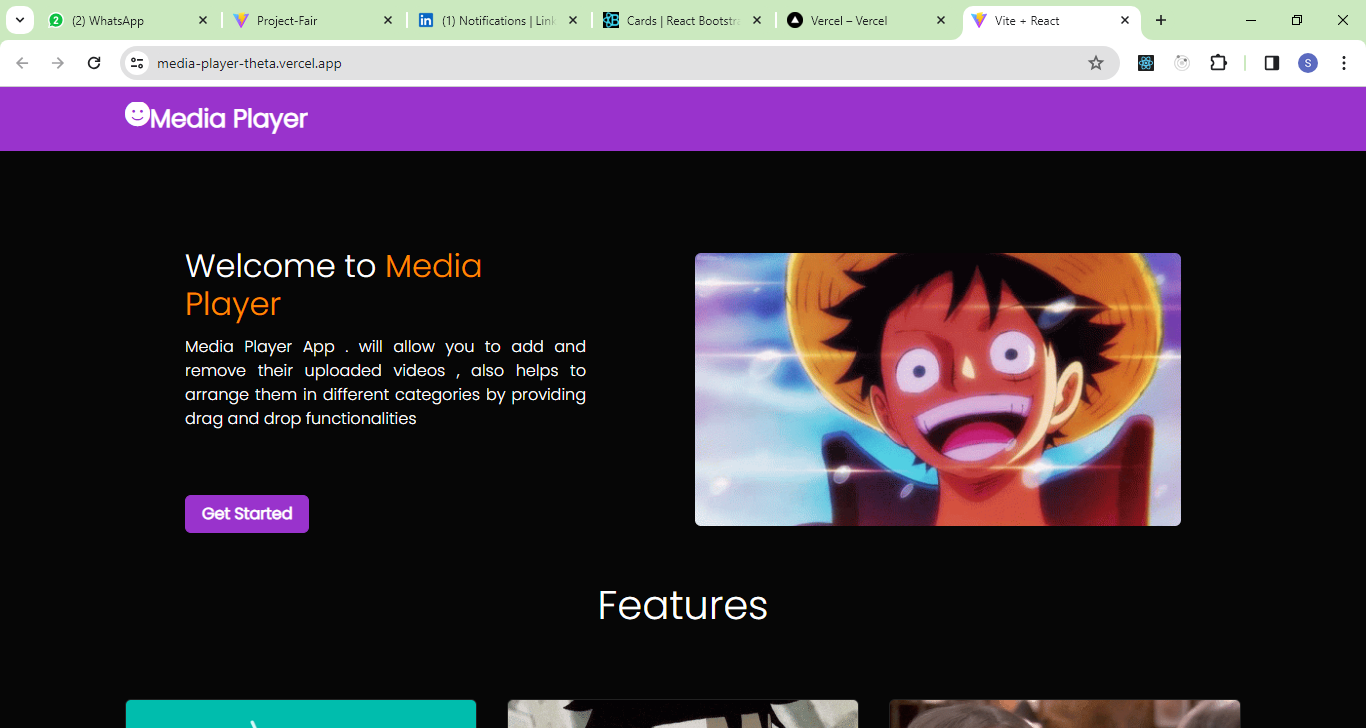 (2) WhatsApp
Project-Fair
(1) Notifications | Link
Cards | React Bootstra
Vercel – Vercel
Vite + React
media-player-theta.vercel.app
S
Media Player
Welcome to Media
Player
Media Player App . will allow you to add and
remove their uploaded videos , also helps to
arrange them in different categories by providing
drag and drop functionalities
Get Started
Features